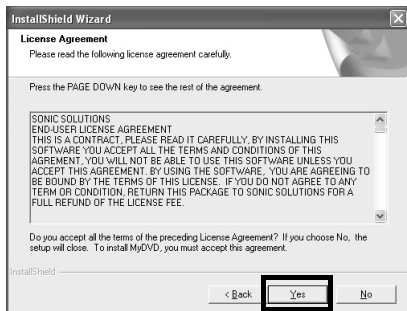 InstallShield Wizard
License Agreement
Please read the following license agreement carefully.
Press the PAGE DOWN key to see the rest of the agreement.
SONIC SOLUTIONS
END-USER LICENSE AGREEMENT
THIS IS A CONTRACT, PLEASE READ IT CAREFULLY, BY INSTALLING THIS
SOFTWARE YOU ACCEPT ALL THE TERMS AND CONDITIONS OF THIS
AGREMENT, YOU WILL NOT BE ABLE TO USE THIS SOFTWARE UNLESS YOU
ACCEPT THIS AGREEMENT. BY USING THE SOFTWARE, YOU ARE AGREEING TO
BE BOUND BY THE TERMS OF THIS LICENSE. IF YOU DO NOT AGREE TO ANY
TERM OR CONDITION, RETURN THIS PACKAGE TO SONIC SOLUTIONS FOR A
FULL REFUND OF THE LICENSE FEE.
Do you accept all the terms of the preceding License Agreement? If you choose No, the
setup will close. To install MyDVD, you must accept this agreement.
InstallShield
< Back
Yes
No